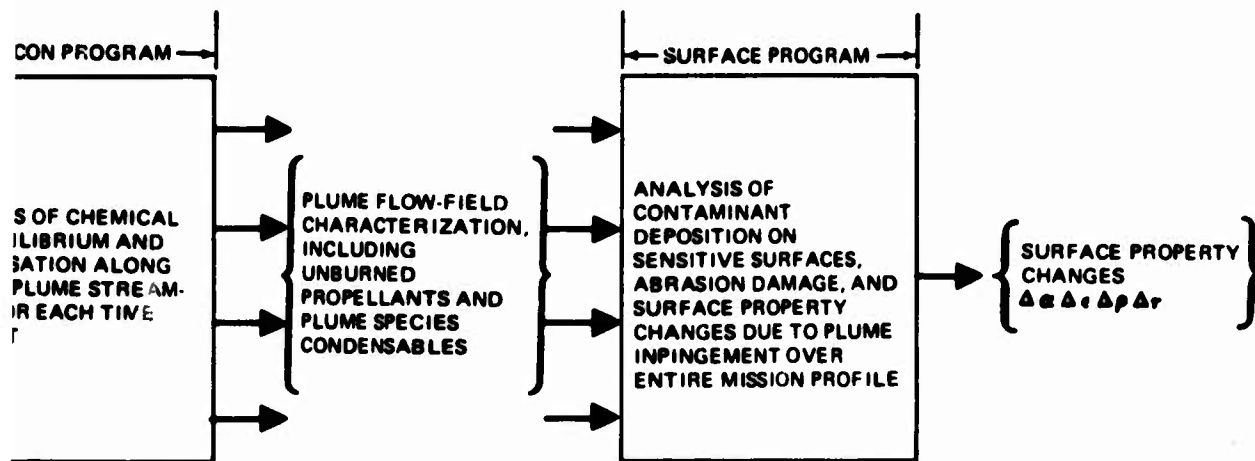 CON PROGRAM
SURFACE PROGRAM
S OF CHEMICAL
ILIBRIUM AND
SATION ALONG
PLUME STREAM-
OR EACH TIME
T
PLUME FLOW-FIELD
CHARACTERIZATION,
INCLUDING
UNBURNED
PROPELLANTS AND
PLUME SPECIES
CONDENSABLES
ANALYSIS OF
CONTAMINANT
DEPOSITION ON
SENSITIVE SURFACES,
ABRASION DAMAGE, AND
SURFACE PROPERTY
CHANGES DUE TO PLUME
INPINGEMENT OVER
ENTIRE MISSION PROFILE
SURFACE PROPERTY
CHANGES
Δα Δε Δρ Δτ